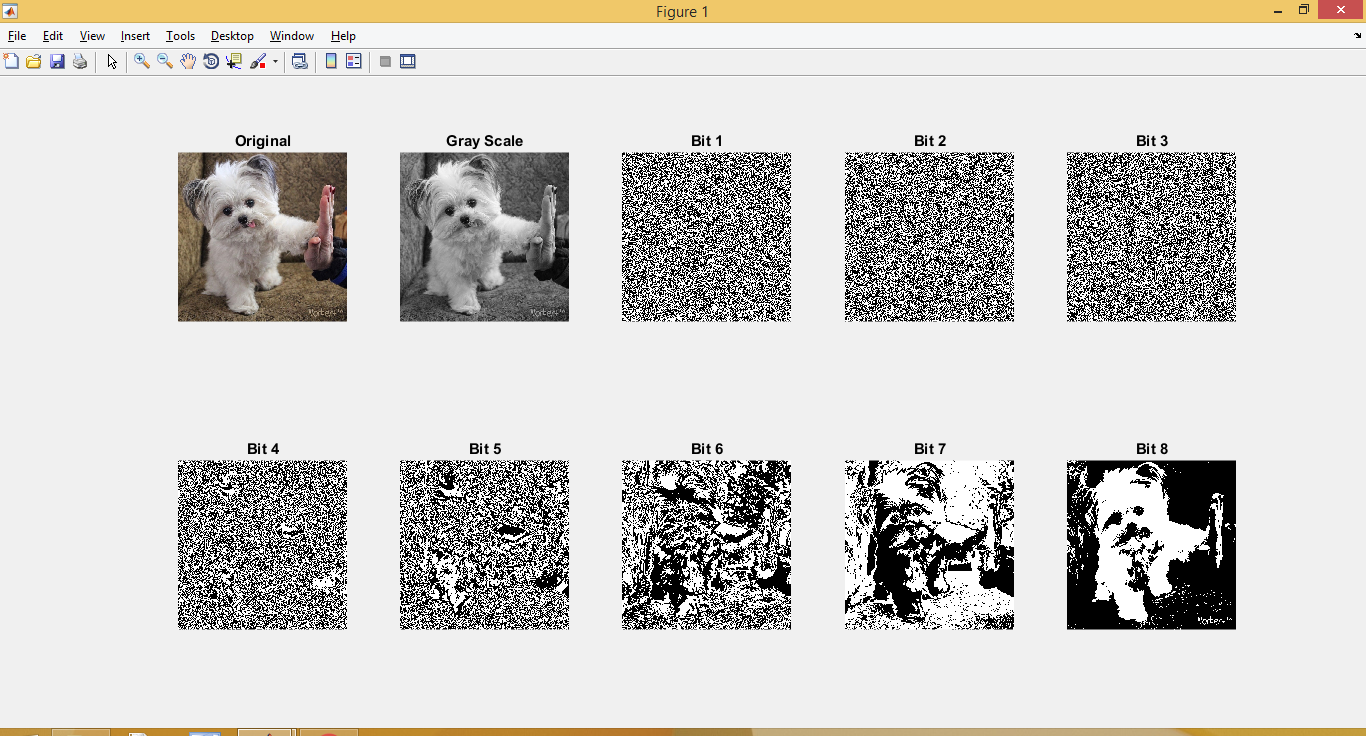 Figure 1
File Edit View Insert Tools Desktop Window Help
Original Gray Scale Bit 1 Bit 2 Bit 3
Bit 4 Bit 5 Bit 6 Bit 7 Bit 8